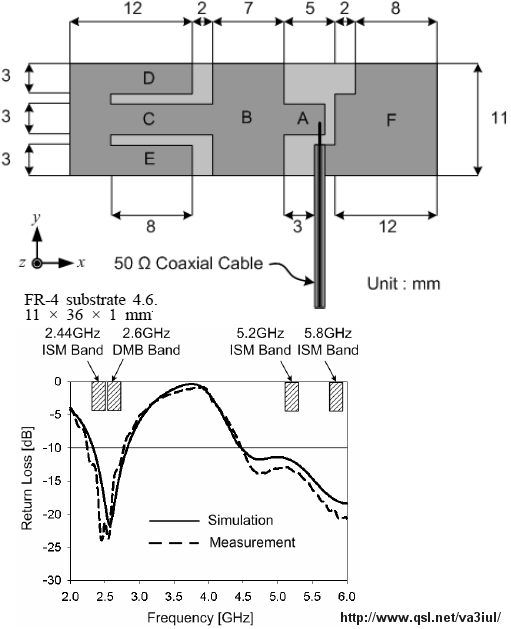 12 2 7 5 2 8
3 D
3 C B A F 11
3 E
8 3 12
y
z x
50 Ω Coaxial Cable
Unit : mm
FR-4 substrate 4.6.
11 × 36 × 1 mm.
2.44GHz 2.6GHz 5.2GHz 5.8GHz
ISM Band DMB Band ISM Band ISM Band
0
-5
-10
-15
-20
-25
-30
Return Loss [dB]
Simulation
Measurement
2.0 2.5 3.0 3.5 4.0 4.5 5.0 5.5 6.0
Frequency [GHz]
http://www.qsl.net/va3iul/